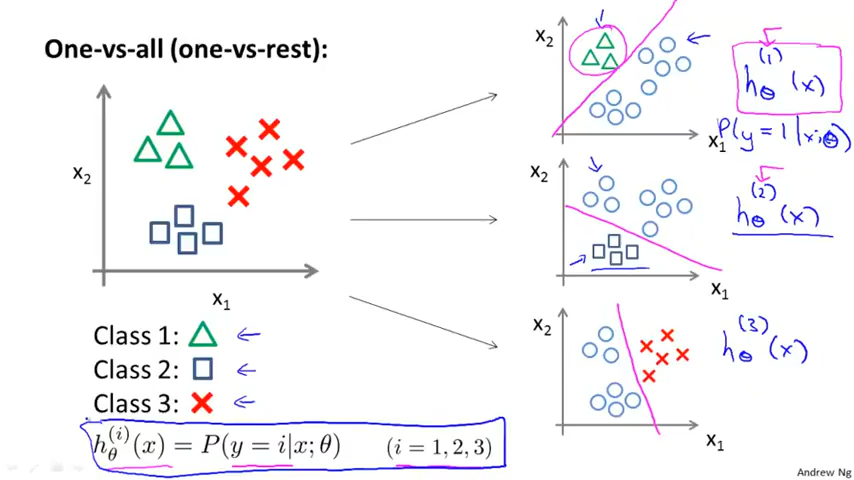 One-vs-all (one-vs-rest):
x₂
x₁
Class 1:
Class 2:
Class 3:
h_θ^(i)(x) = P(y = i|x; θ) (i = 1, 2, 3)
x₂
x₁
h_θ^(1)(x)
P(y = 1 | x; θ)
x₂
x₁
h_θ^(2)(x)
x₂
x₁
h_θ^(3)(x)
Andrew Ng